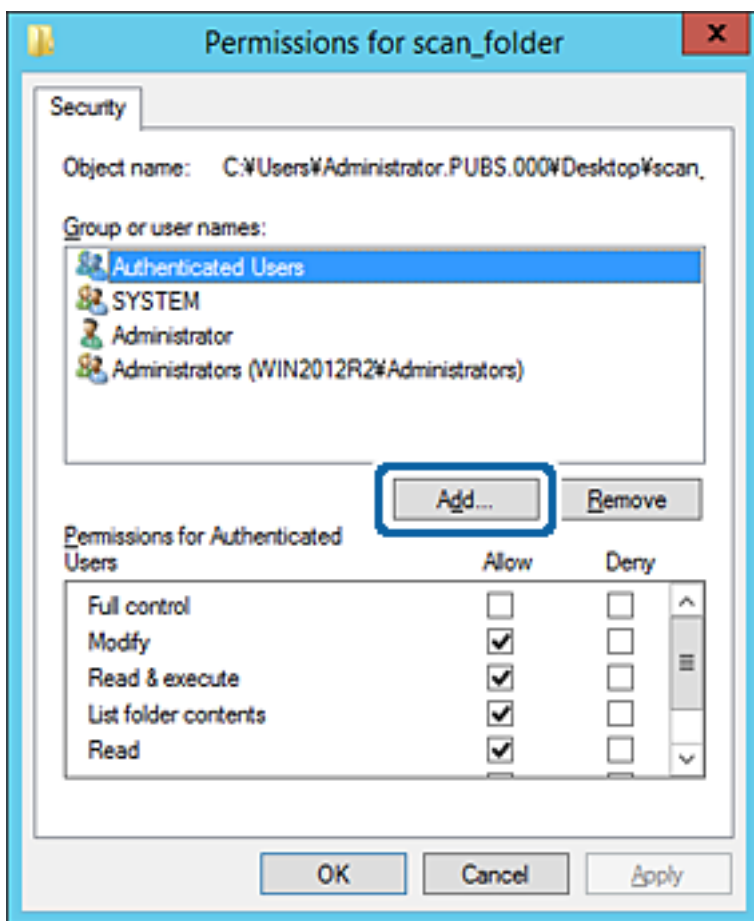 Permissions for scan_folder
x
Security
Object name: C:¥Users¥Administrator.PUBS.000¥Desktop¥scan_
Group or user names:
Authenticated Users
SYSTEM
Administrator
Administrators (WIN2012R2¥Administrators)
Add... Remove
Permissions for Authenticated
Users Allow Deny
Full control
Modify
Read & execute
List folder contents
Read
OK Cancel Apply